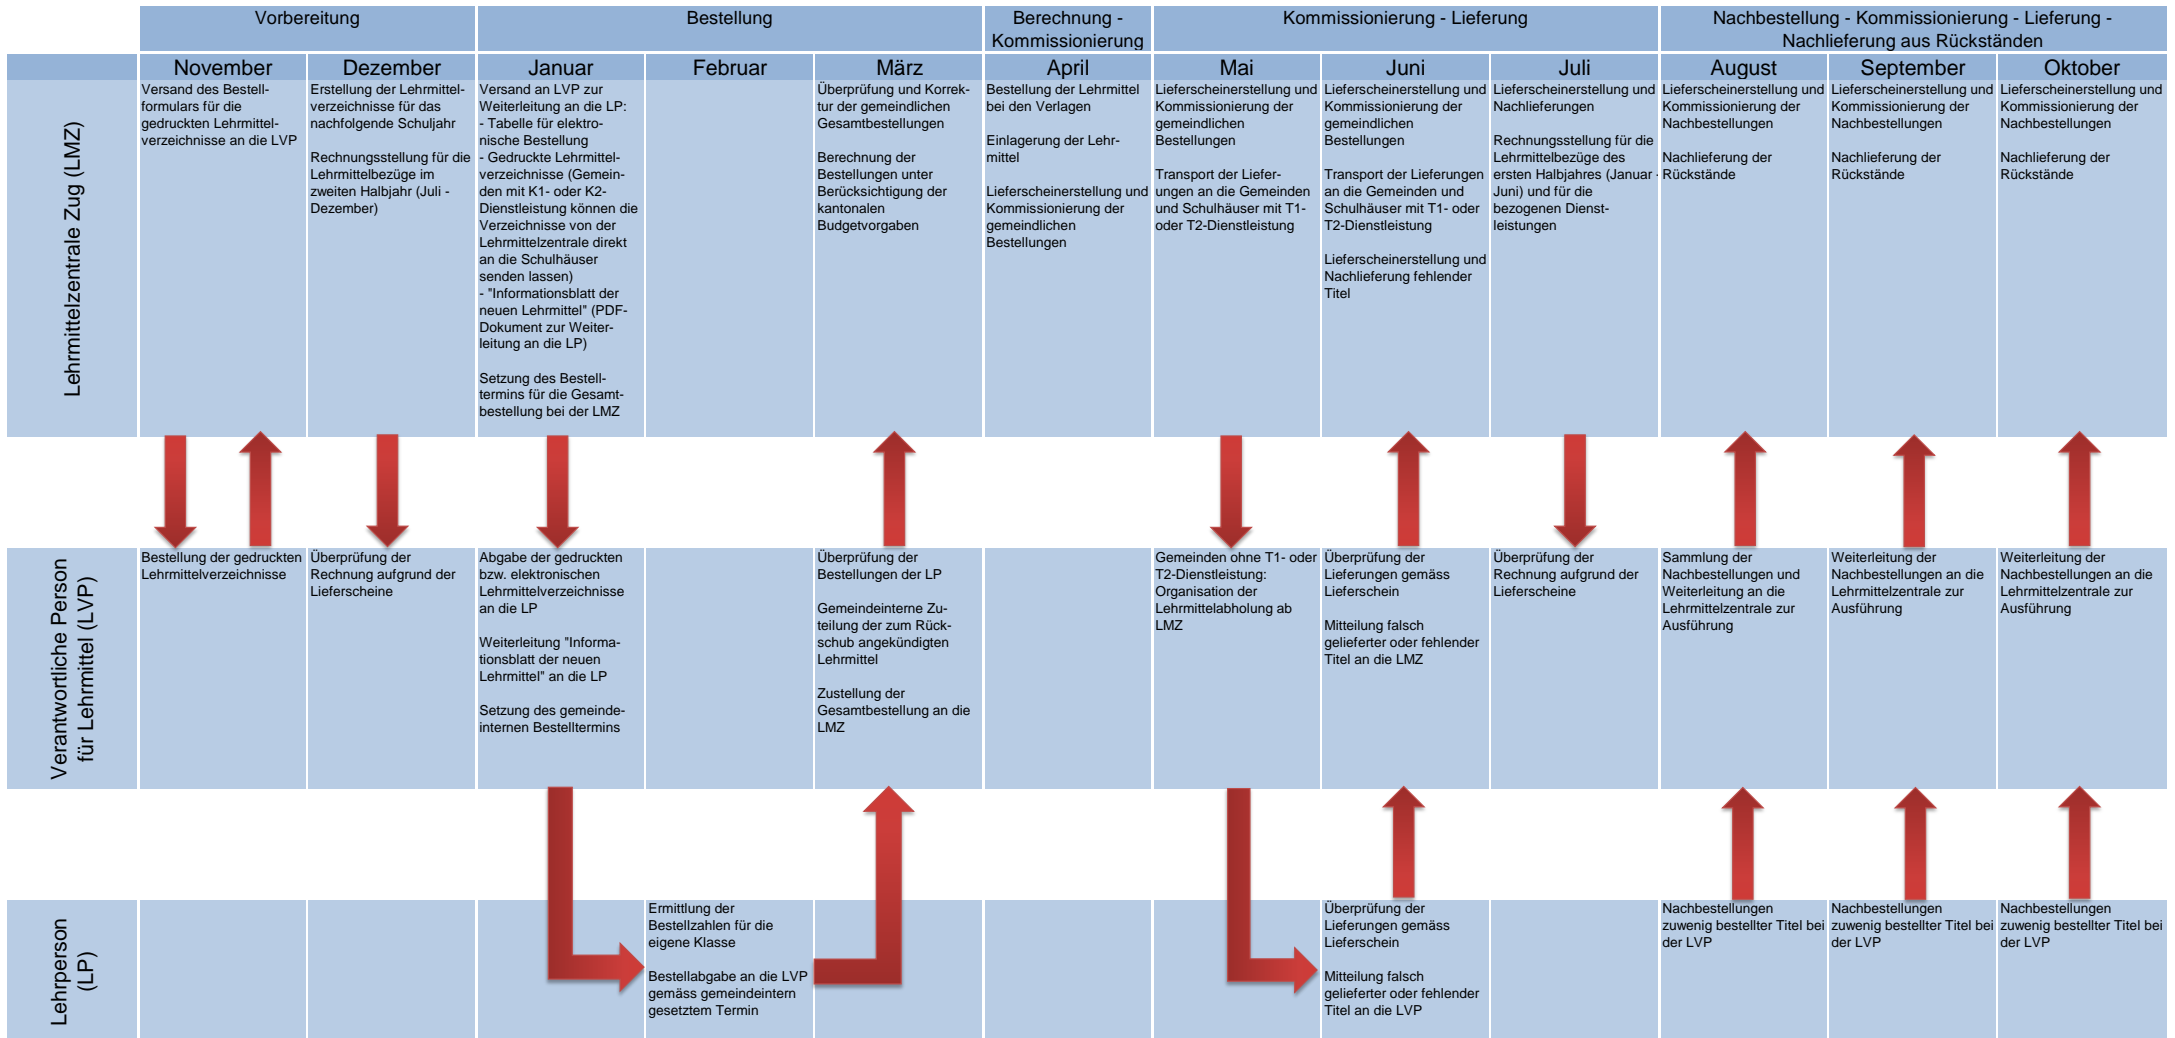 Vorbereitung
Bestellung
Berechnung -
Kommissionierung
Kommissionierung - Lieferung
Nachbestellung - Kommissionierung - Lieferung -
Nachlieferung aus Rückständen
November
Dezember
Januar
Februar
März
April
Mai
Juni
Juli
August
September
Oktober
Lehrmittelzentrale Zug (LMZ)
Versand des Bestell-
formulars für die
gedruckten Lehrmittel-
verzeichnisse an die LVP
Erstellung der Lehrmittel-
verzeichnisse für das
nachfolgende Schuljahr
Rechnungsstellung für die
Lehrmittelbezüge im
zweiten Halbjahr (Juli -
Dezember)
Versand an LVP zur
Weiterleitung an die LP:
- Tabelle für elektro-
nische Bestellung
- Gedruckte Lehrmittel-
verzeichnisse (Gemein-
den mit K1- oder K2-
Dienstleistung können die
Verzeichnisse von der
Lehrmittelzentrale direkt
an die Schulhäuser
senden lassen)
- "Informationsblatt der
neuen Lehrmittel" (PDF-
Dokument zur Weiter-
leitung an die LP)
Setzung des Bestell-
termins für die Gesamt-
bestellung bei der LMZ
Überprüfung und Korrek-
tur der gemeindlichen
Gesamtbestellungen
Berechnung der
Bestellungen unter
Berücksichtigung der
kantonalen
Budgetvorgaben
Bestellung der Lehrmittel
bei den Verlagen
Einlagerung der Lehr-
mittel
Lieferscheinerstellung und
Kommissionierung der
gemeindlichen
Bestellungen
Lieferscheinerstellung und
Kommissionierung der
gemeindlichen
Bestellungen
Transport der Liefer-
ungen an die Gemeinden
und Schulhäuser mit T1-
oder T2-Dienstleistung
Lieferscheinerstellung und
Kommissionierung der
gemeindlichen
Bestellungen
Transport der Lieferungen
an die Gemeinden und
Schulhäuser mit T1- oder
T2-Dienstleistung
Lieferscheinerstellung und
Nachlieferung fehlender
Titel
Lieferscheinerstellung und
Nachlieferungen
Rechnungsstellung für die
Lehrmittelbezüge des
ersten Halbjahres (Januar -
Juni) und für die
bezogenen Dienst-
leistungen
Lieferscheinerstellung und
Kommissionierung der
Nachbestellungen
Nachlieferung der
Rückstände
Lieferscheinerstellung und
Kommissionierung der
Nachbestellungen
Nachlieferung der
Rückstände
Lieferscheinerstellung und
Kommissionierung der
Nachbestellungen
Nachlieferung der
Rückstände
Verantwortliche Person
für Lehrmittel (LVP)
Bestellung der gedruckten
Lehrmittelverzeichnisse
Überprüfung der
Rechnung aufgrund der
Lieferscheine
Abgabe der gedruckten
bzw. elektronischen
Lehrmittelverzeichnisse
an die LP
Weiterleitung "Informa-
tionsblatt der neuen
Lehrmittel" an die LP
Setzung des gemeinde-
internen Bestelltermins
Überprüfung der
Bestellungen der LP
Gemeindeinterne Zu-
teilung der zum Rück-
schub angekündigten
Lehrmittel
Zustellung der
Gesamtbestellung an die
LMZ
Gemeinden ohne T1- oder
T2-Dienstleistung:
Organisation der
Lehrmittelabholung ab
LMZ
Überprüfung der
Lieferungen gemäss
Lieferschein
Mitteilung falsch
gelieferter oder fehlender
Titel an die LMZ
Überprüfung der
Rechnung aufgrund der
Lieferscheine
Sammlung der
Nachbestellungen und
Weiterleitung an die
Lehrmittelzentrale zur
Ausführung
Weiterleitung der
Nachbestellungen an die
Lehrmittelzentrale zur
Ausführung
Weiterleitung der
Nachbestellungen an die
Lehrmittelzentrale zur
Ausführung
Lehrperson
(LP)
Ermittlung der
Bestellzahlen für die
eigene Klasse
Bestellabgabe an die LVP
gemäss gemeindeintern
gesetztem Termin
Überprüfung der
Lieferungen gemäss
Lieferschein
Mitteilung falsch
gelieferter oder fehlender
Titel an die LVP
Nachbestellungen
zuwenig bestellter Titel bei
der LVP
Nachbestellungen
zuwenig bestellter Titel bei
der LVP
Nachbestellungen
zuwenig bestellter Titel bei
der LVP